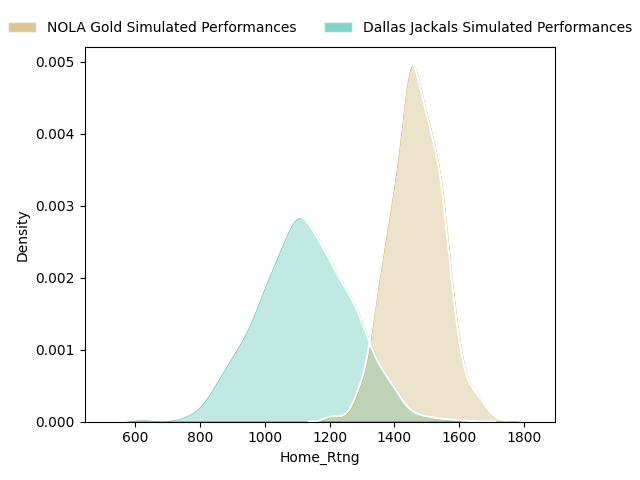 NOLA Gold Simulated Performances Dallas Jackals Simulated Performances
0.005
0.004
0.003
0.002
0.001
0.000
Density
600 800 1000 1200 1400 1600 1800
Home_Rtng